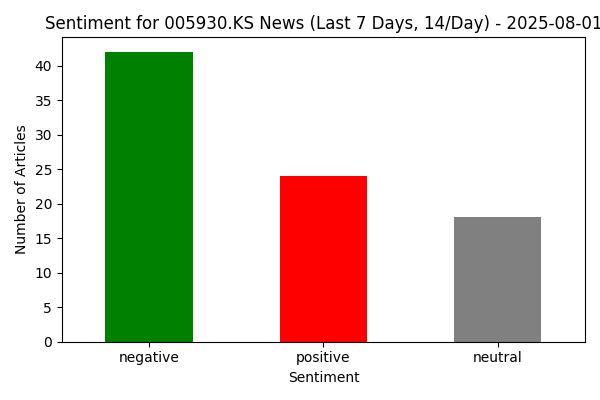 Sentiment for 005930.KS News (Last 7 Days, 14/Day) - 2025-08-01
Number of Articles
40
35
30
25
20
15
10
5
0
negative positive neutral
Sentiment